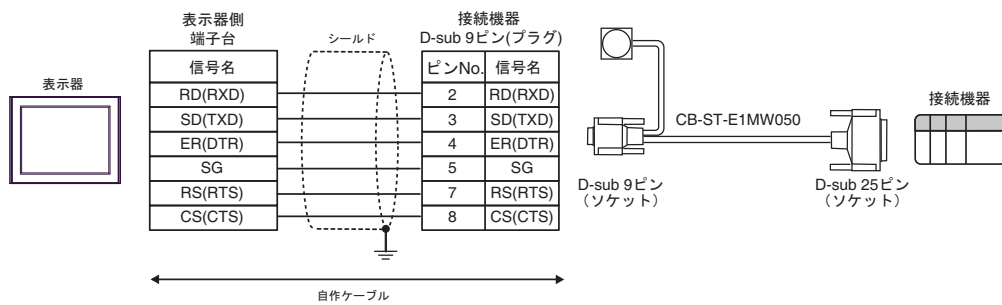 表示器
表示器側
端子台
シールド
接続機器
D-sub 9ピン(プラグ)
信号名
ピンNo.
信号名
RD(RXD)
2
RD(RXD)
SD(TXD)
3
SD(TXD)
ER(DTR)
4
ER(DTR)
SG
5
SG
RS(RTS)
7
RS(RTS)
CS(CTS)
8
CS(CTS)
自作ケーブル
CB-ST-E1MW050
D-sub 9ピン
（ソケット）
D-sub 25ピン
（ソケット）
接続機器